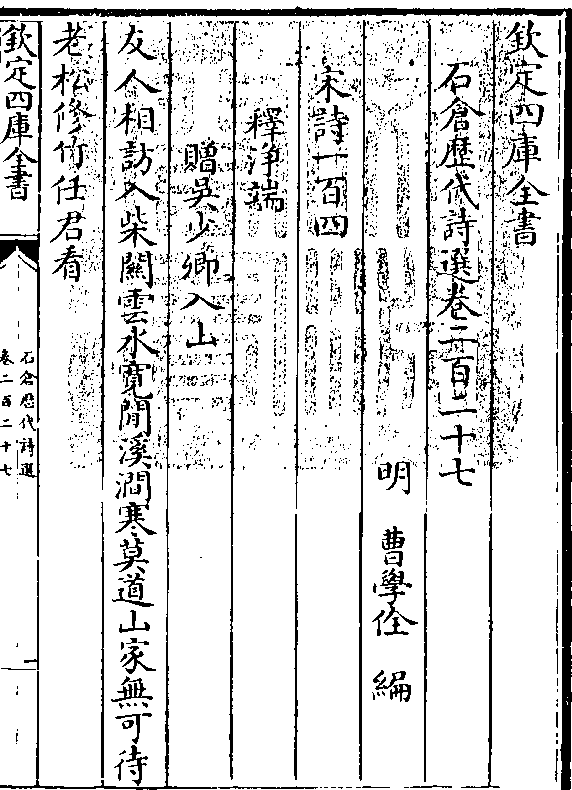 欽定四庫全書
石倉歴代詩選卷二百二十七
明 曹學佺 編
宋詩一百四
釋淨端
贈吳少卿入山
友人相訪入柴關雲水寛閒溪澗寒莫道山家無可待
老松修竹任君看
欽定四庫全書
石倉歴代詩選
卷二百二十七
一